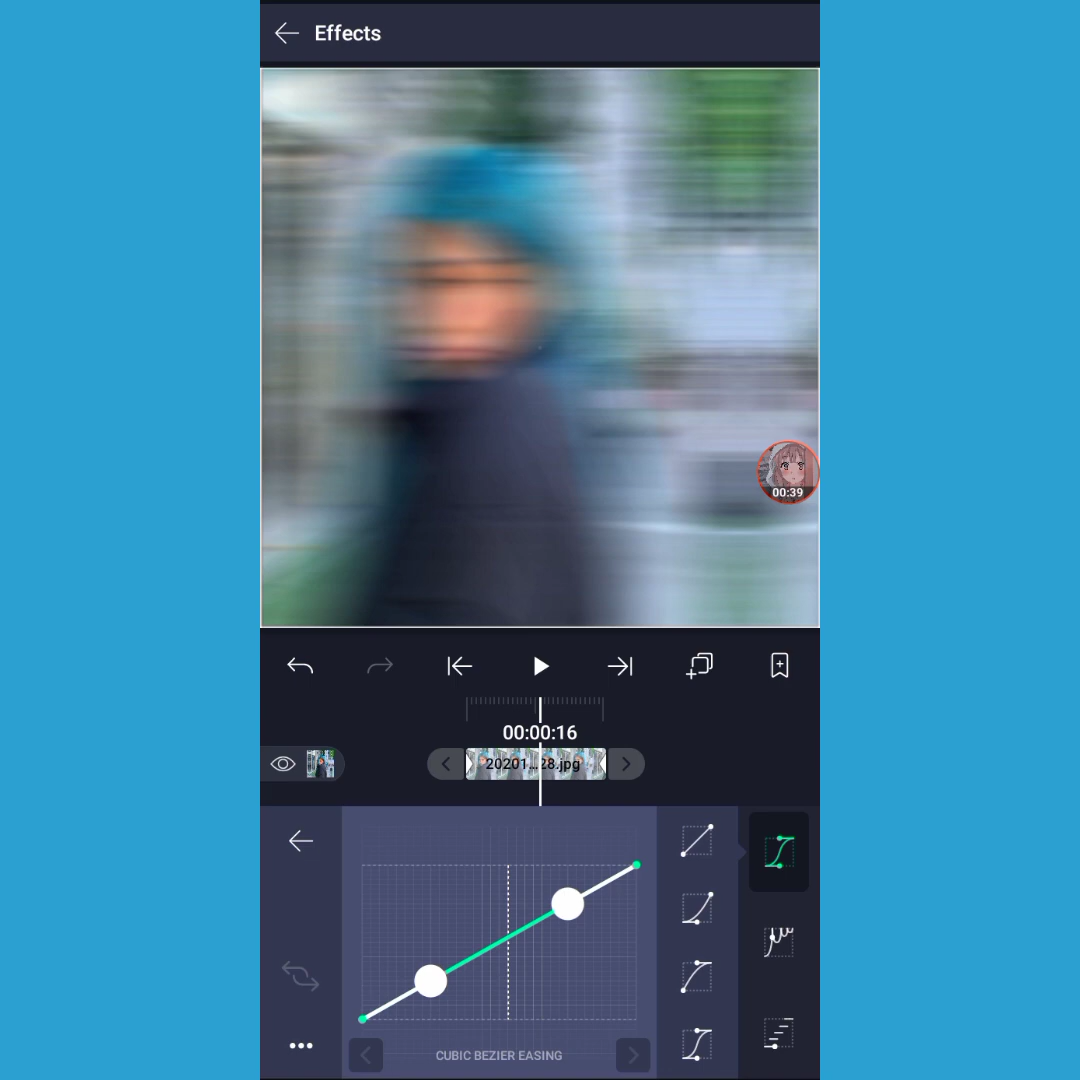 Effects
00:39
00:00:16
20201...28.jpg
CUBIC BEZIER EASING